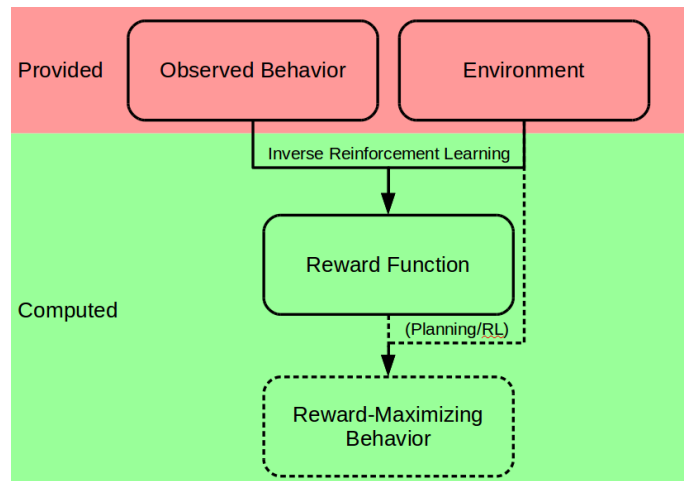 Provided
Observed Behavior
Environment
Inverse Reinforcement Learning
Reward Function
Computed
(Planning/RL)
Reward-Maximizing
Behavior